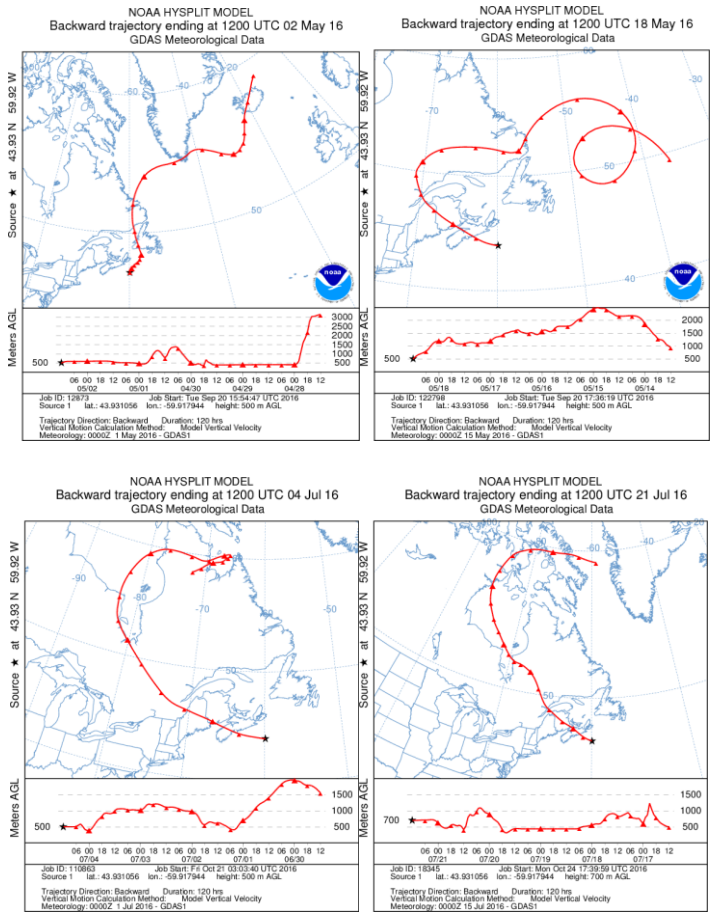 NOAA HYSPLIT MODEL
Backward trajectory ending at 1200 UTC 02 May 16
GDAS Meteorological Data
Source ★ at 43.93 N 59.92 W
-70
-80
-60
-40
-20
20
50
noaa
Meters AGL
500
3000
2500
2000
1500
1000
500
06 00 18 12 06 00 18 12 06 00 18 12 06 00 18 12 06 00 18 12
05/02 05/01 04/30 04/29 04/28
Job ID: 12873 Job Start: Tue Sep 20 15:54:47 UTC 2016
Source 1 lat.: 43.931056 lon.: -59.917944 height: 500 m AGL
Trajectory Direction: Backward Duration: 120 hrs
Vertical Motion Calculation Method: Model Vertical Velocity
Meteorology: 0000Z 1 May 2016 - GDAS1
NOAA HYSPLIT MODEL
Backward trajectory ending at 1200 UTC 18 May 16
GDAS Meteorological Data
Source ★ at 43.93 N 59.92 W
-70
-40
-30
-50
40
noaa
Meters AGL
500
2000
1500
1000
500
06 00 18 12 06 00 18 12 06 00 18 12 06 00 18 12 06 00 18 12
05/18 05/17 05/16 05/15 05/14
Job ID: 122798 Job Start: Tue Sep 20 17:36:19 UTC 2016
Source 1 lat.: 43.931056 lon.: -59.917944 height: 500 m AGL
Trajectory Direction: Backward Duration: 120 hrs
Vertical Motion Calculation Method: Model Vertical Velocity
Meteorology: 0000Z 15 May 2016 - GDAS1
NOAA HYSPLIT MODEL
Backward trajectory ending at 1200 UTC 04 Jul 16
GDAS Meteorological Data
Source ★ at 43.93 N 59.92 W
-90
-80
-70
50
Meters AGL
500
1500
1000
500
06 00 18 12 06 00 18 12 06 00 18 12 06 00 18 12 06 00 18 12
07/04 07/03 07/02 07/01 06/30
Job ID: 110863 Job Start: Fri Oct 21 03:03:40 UTC 2016
Source 1 lat.: 43.931056 lon.: -59.917944 height: 500 m AGL
Trajectory Direction: Backward Duration: 120 hrs
Vertical Motion Calculation Method: Model Vertical Velocity
Meteorology: 0000Z 1 Jul 2016 - GDAS1
NOAA HYSPLIT MODEL
Backward trajectory ending at 1200 UTC 21 Jul 16
GDAS Meteorological Data
Source ★ at 43.93 N 59.92 W
-60
50
Meters AGL
700
1500
1000
500
06 00 18 12 06 00 18 12 06 00 18 12 06 00 18 12 06 00 18 12
07/21 07/20 07/19 07/18 07/17
Job ID: 18345 Job Start: Mon Oct 24 17:39:59 UTC 2016
Source 1 lat.: 43.931056 lon.: -59.917944 height: 700 m AGL
Trajectory Direction: Backward Duration: 120 hrs
Vertical Motion Calculation Method: Model Vertical Velocity
Meteorology: 0000Z 15 Jul 2016 - GDAS1